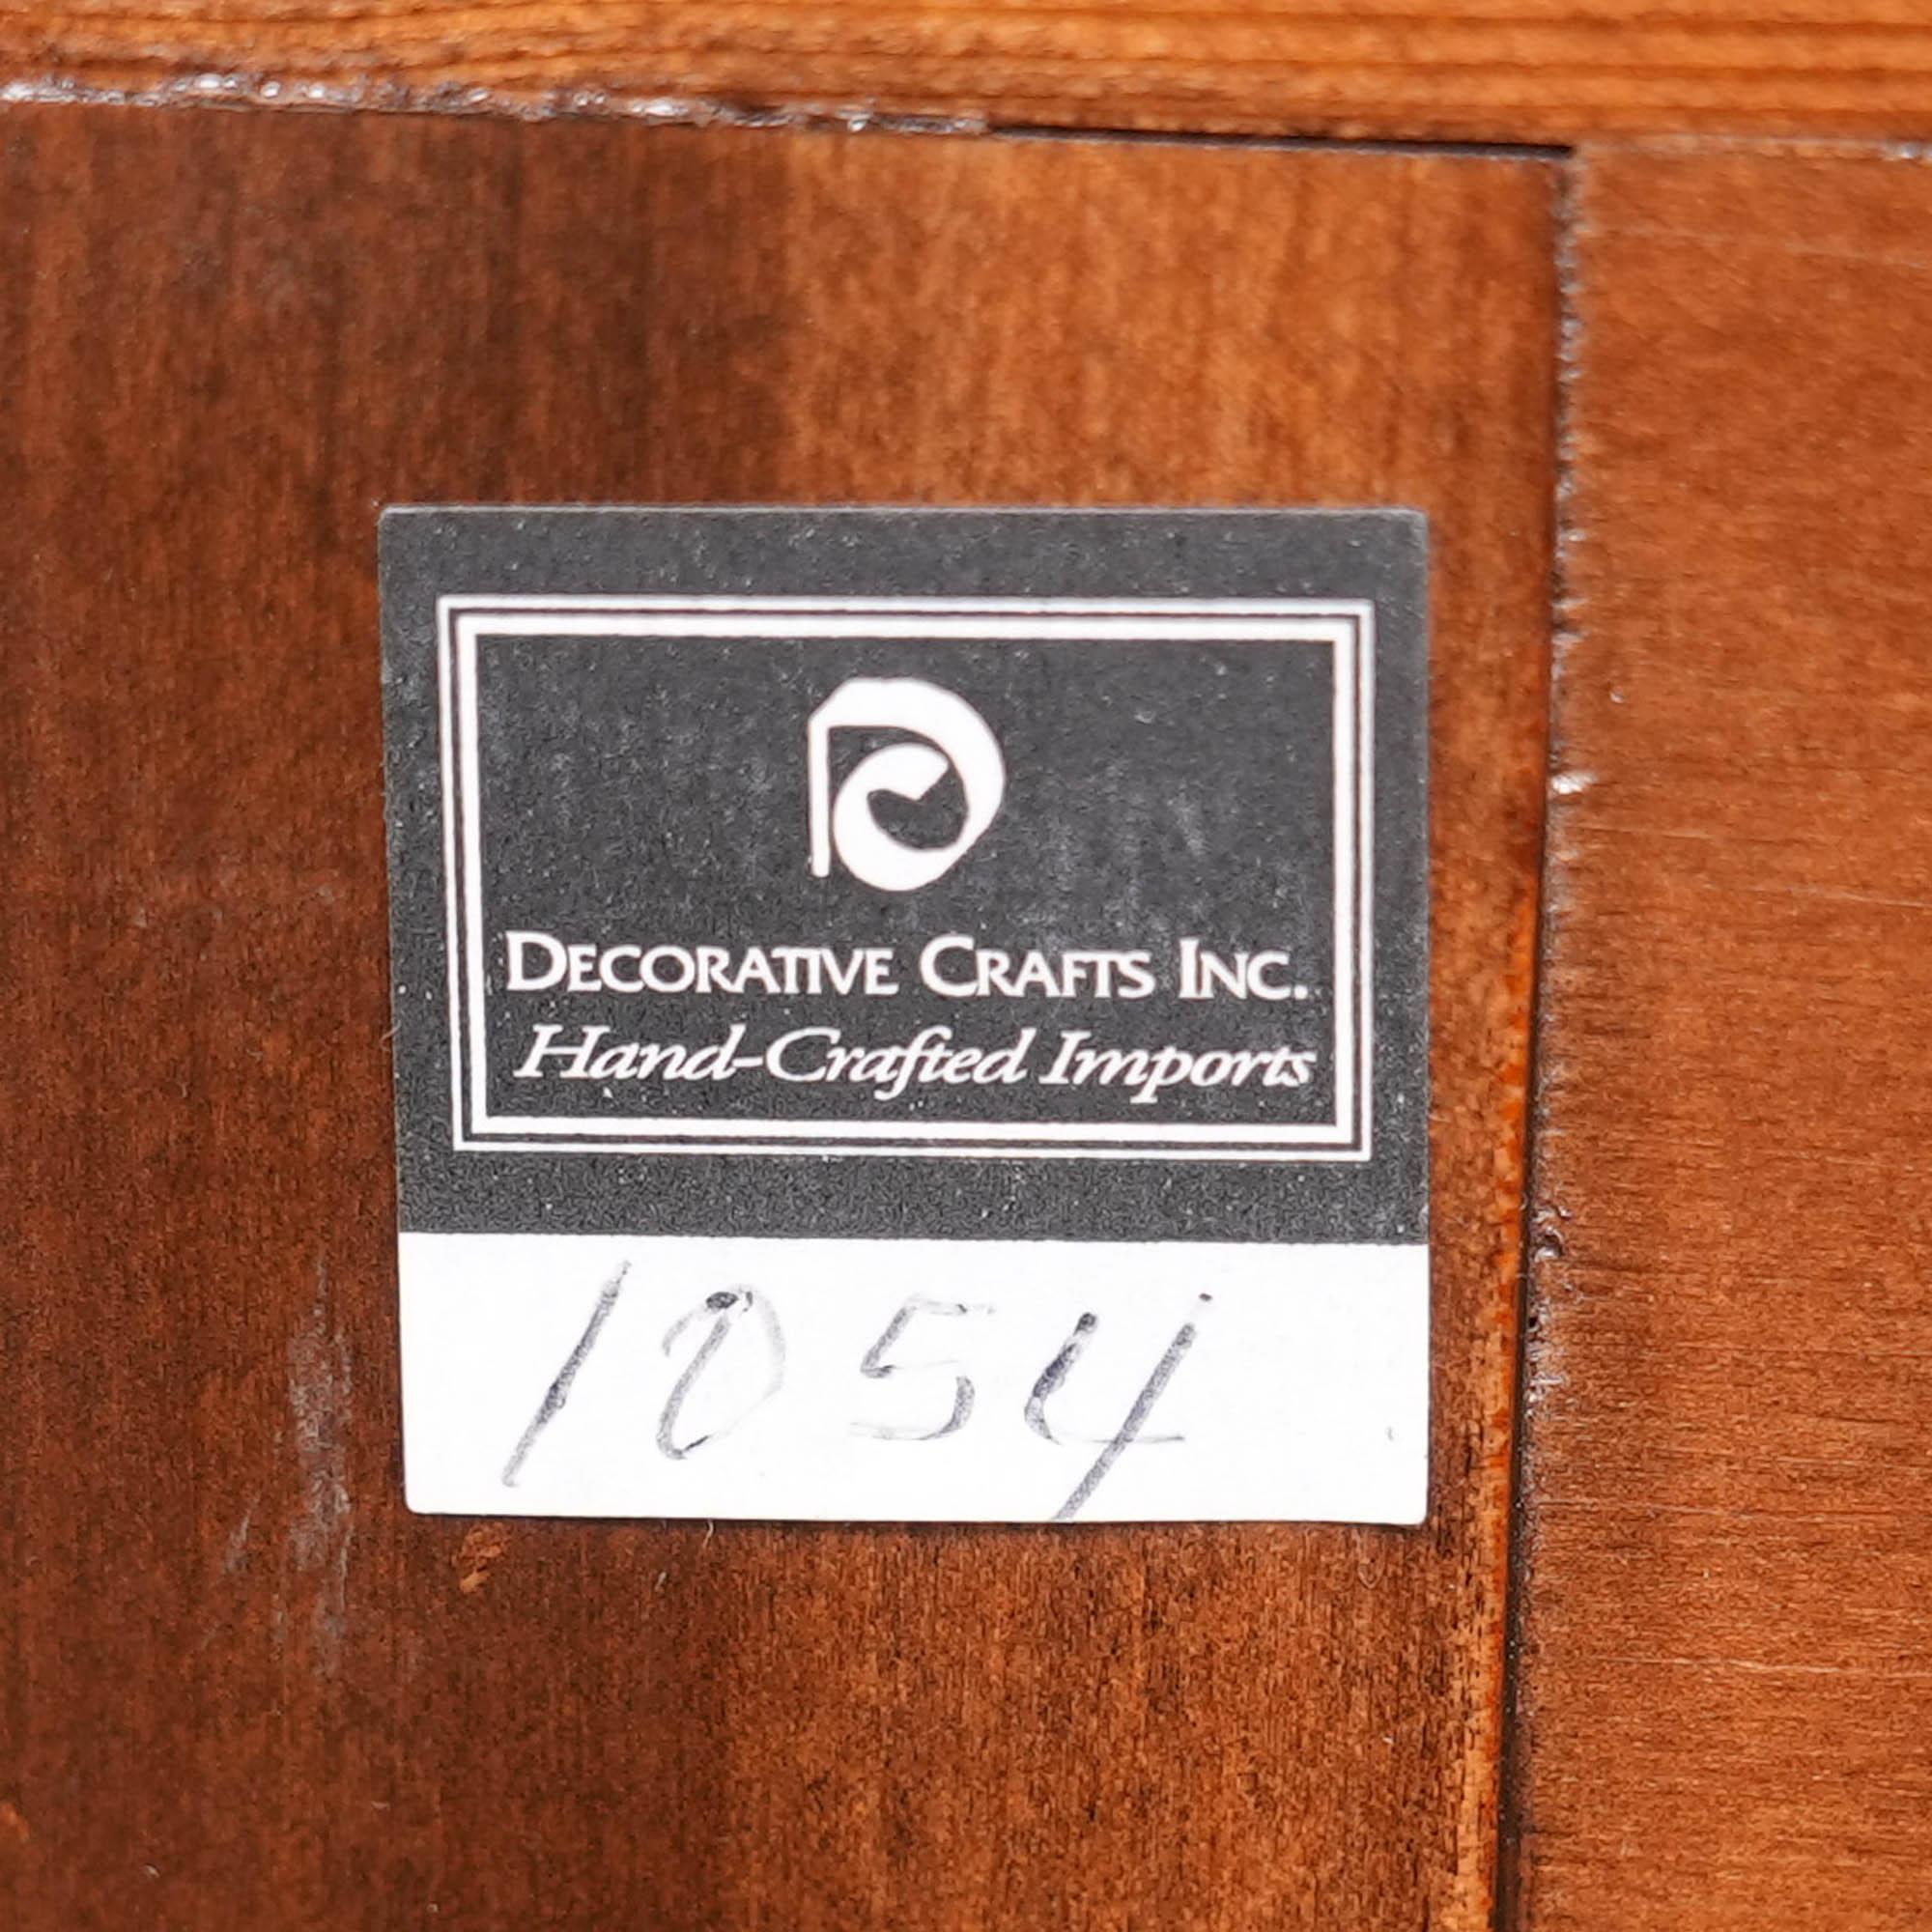 DECORATIVE CRAFTS INC.
Hand-Crafted Imports
1054